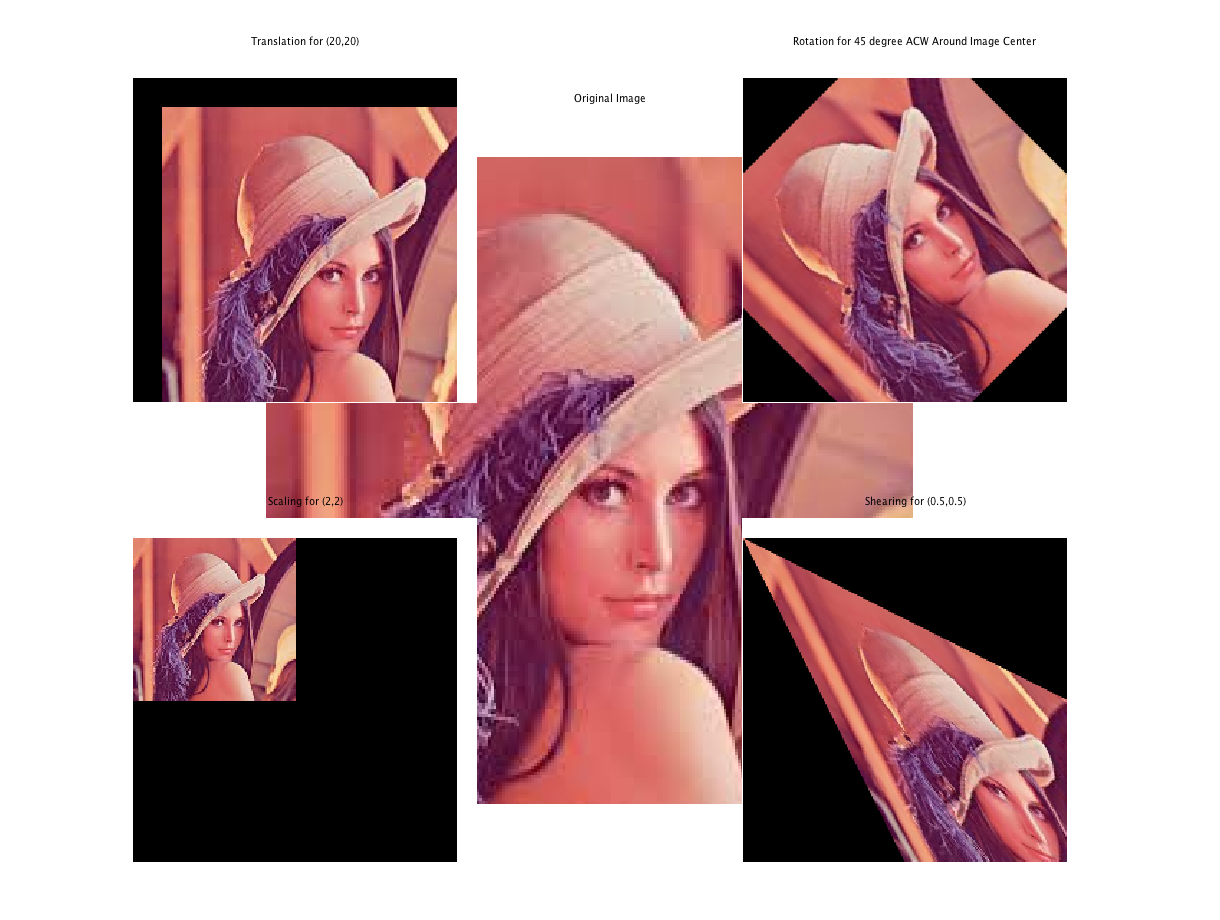 Translation for (20,20)
Rotation for 45 degree ACW Around Image Center
Original Image
Scaling for (2,2)
Shearing for (0.5,0.5)